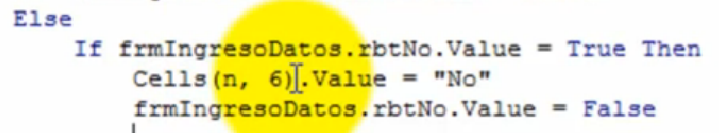 Else
If frmIngresoDatos.rbtNo.Value = True Then
Cells(n, 6).Value = "No"
frmIngresoDatos.rbtNo.Value = False